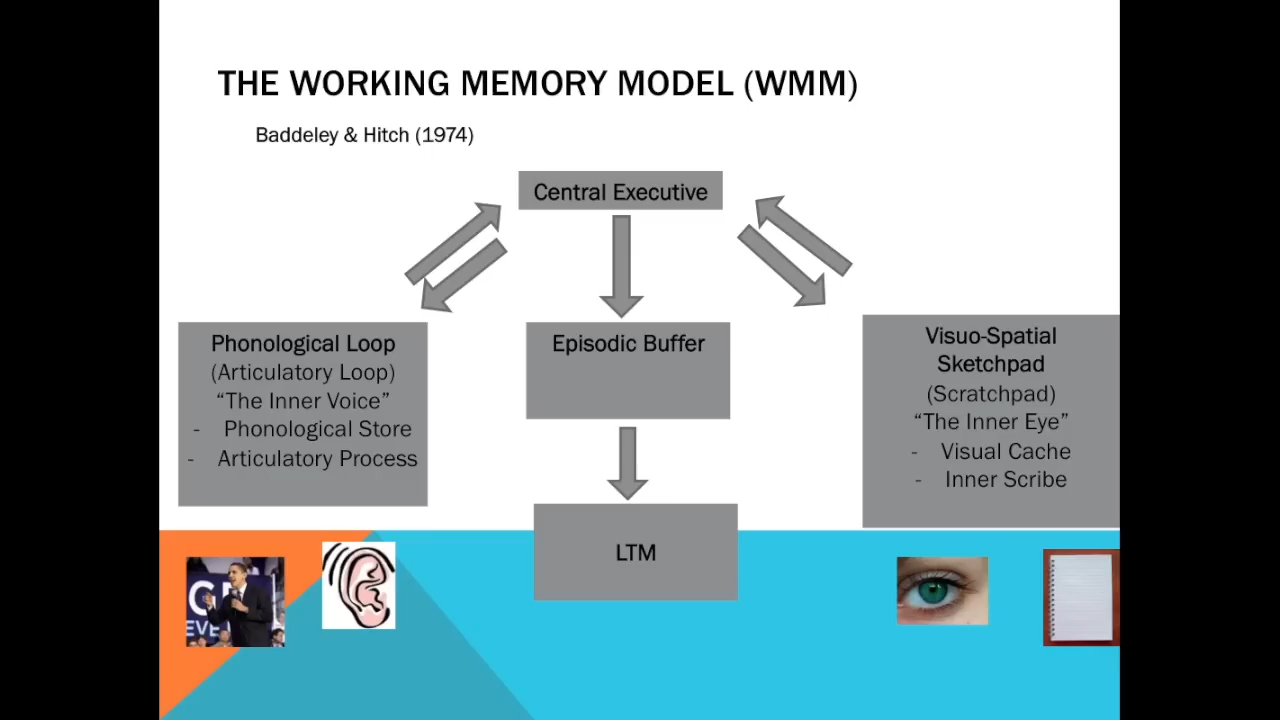 THE WORKING MEMORY MODEL (WMM)
Baddeley & Hitch (1974)
Central Executive
Phonological Loop
(Articulatory Loop)
“The Inner Voice”
- Phonological Store
- Articulatory Process
Episodic Buffer
Visuo-Spatial
Sketchpad
(Scratchpad)
“The Inner Eye”
- Visual Cache
- Inner Scribe
LTM